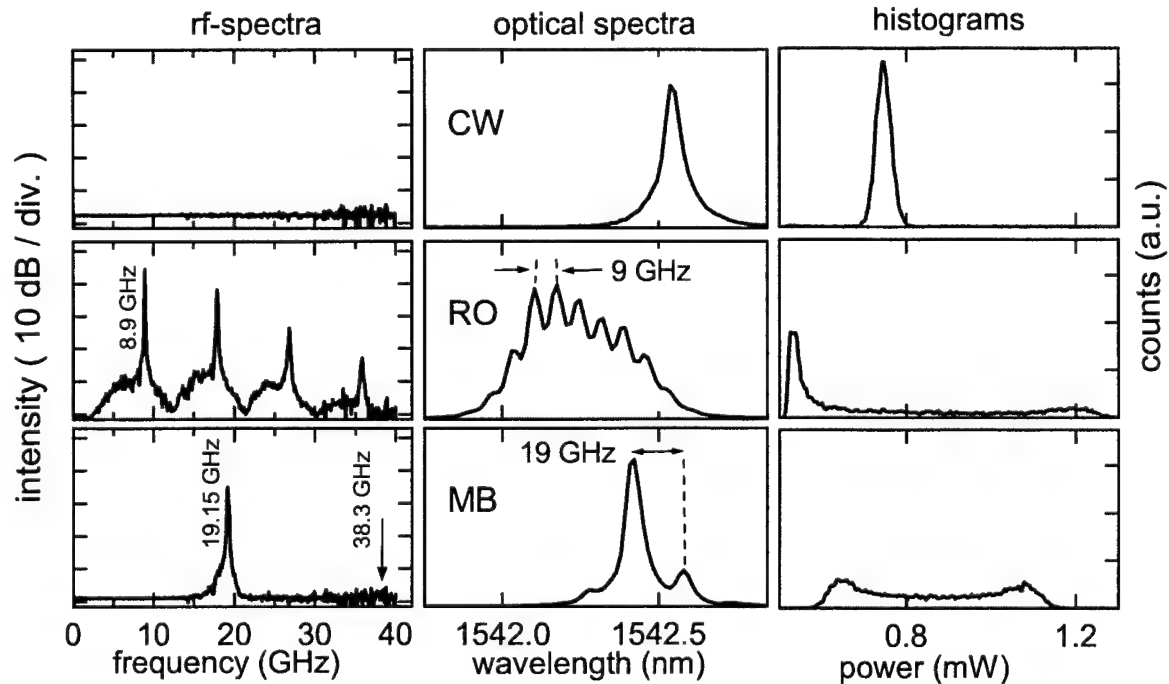 rf-spectra
optical spectra
histograms
intensity ( 10 dB / div.)
counts (a.u.)
CW
8.9 GHz
9 GHz
RO
19.15 GHz
38.3 GHz
19 GHz
MB
0 10 20 30 40
1542.0 1542.5
0.8 1.2
frequency (GHz)
wavelength (nm)
power (mW)